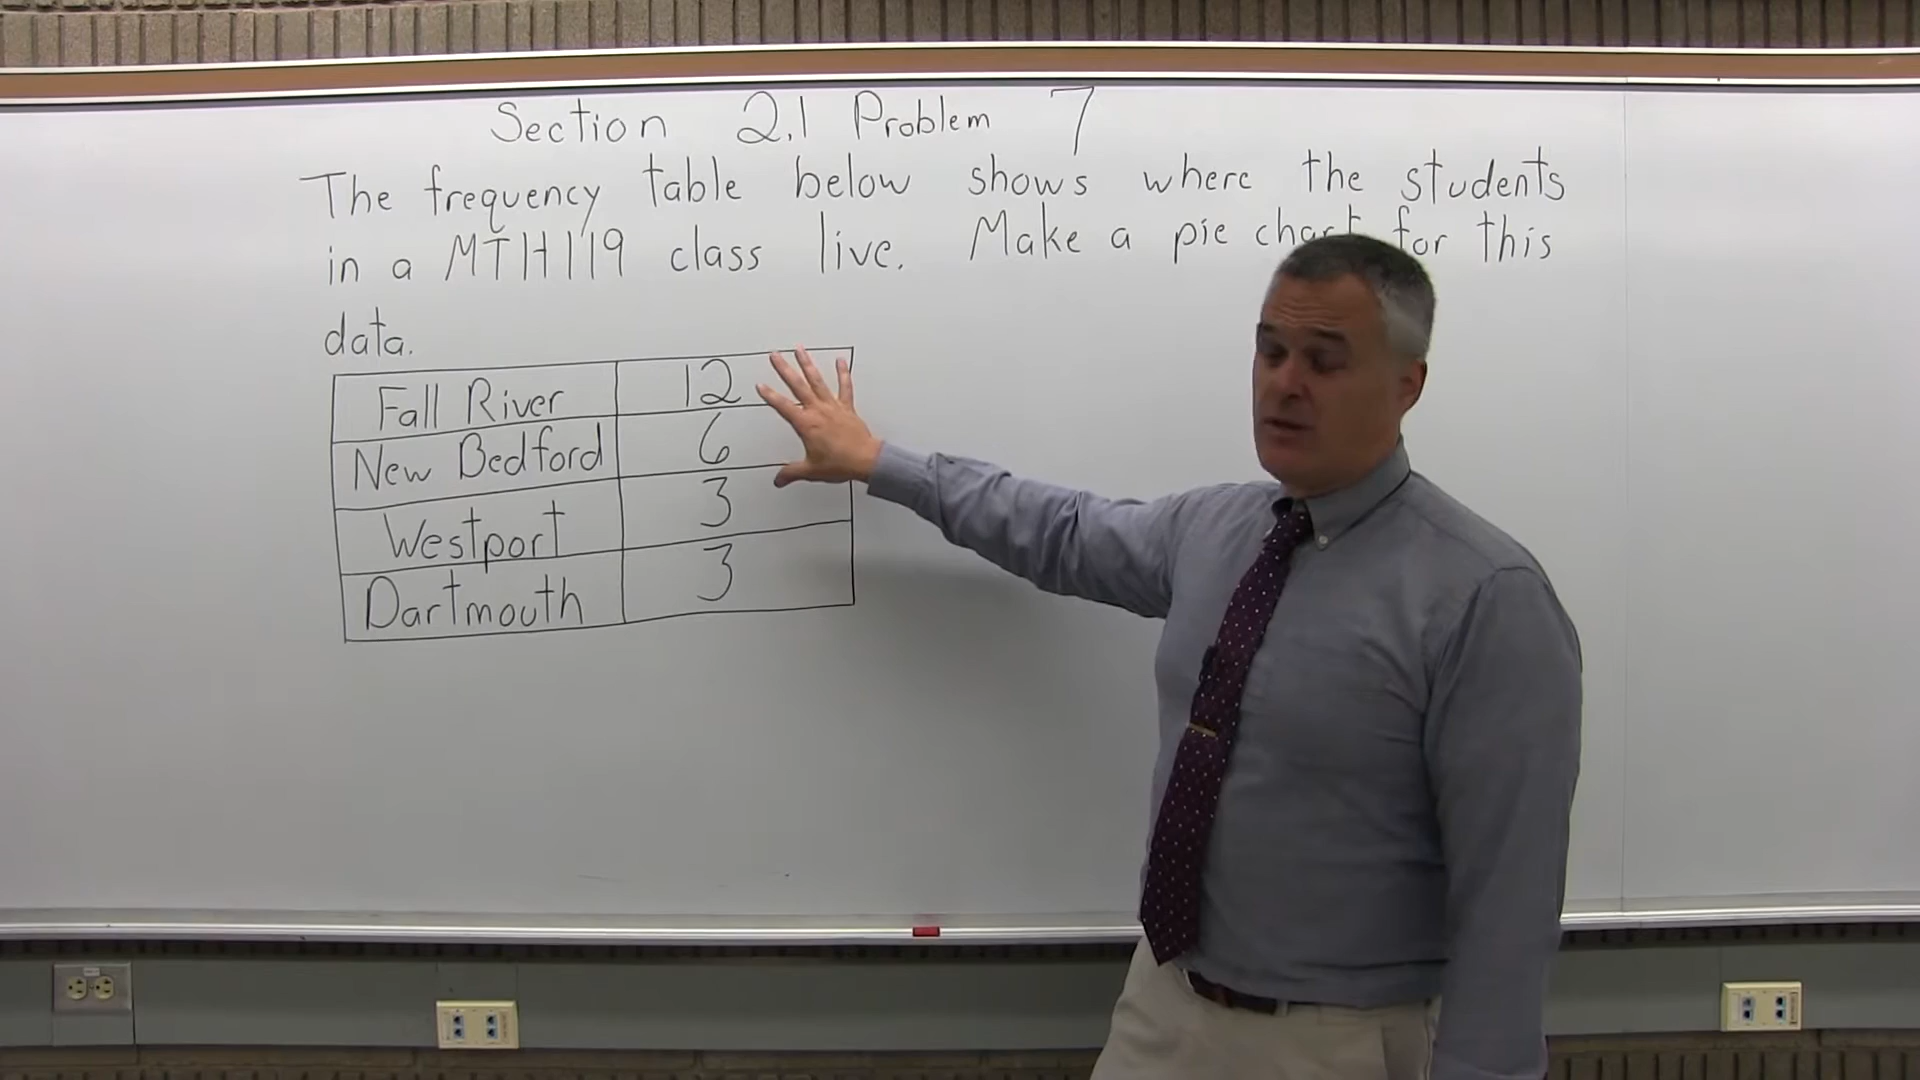 Section 2.1 Problem 7
The frequency table below shows where the students
in a MTH119 class live. Make a pie chart for this
data.
Fall River 12
New Bedford 6
Westport 3
Dartmouth 3